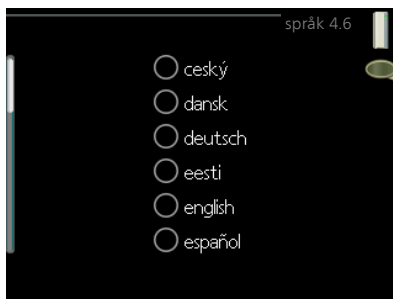 språk 4.6
ceský
dansk
deutsch
eesti
english
español